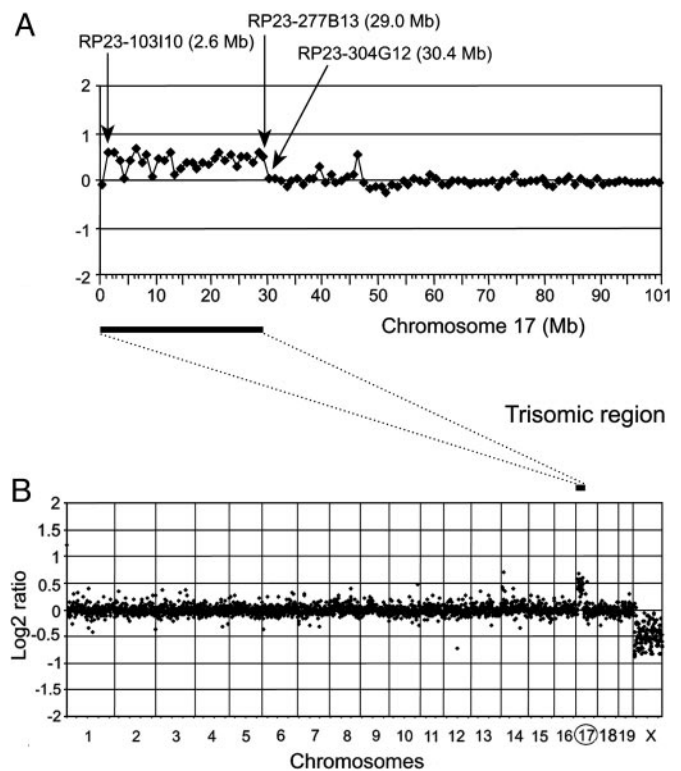 A
RP23-277B13 (29.0 Mb)
RP23-103I10 (2.6 Mb)
RP23-304G12 (30.4 Mb)
2
1
0
-1
-2
0 10 20 30 40 50 60 70 80 90 101
Chromosome 17 (Mb)
Trisomic region
B
2
1.5
1
0.5
0
-0.5
-1
-1.5
-2
Log2 ratio
1 2 3 4 5 6 7 8 9 10 11 12 13 14 15 16 17 18 19 X
Chromosomes